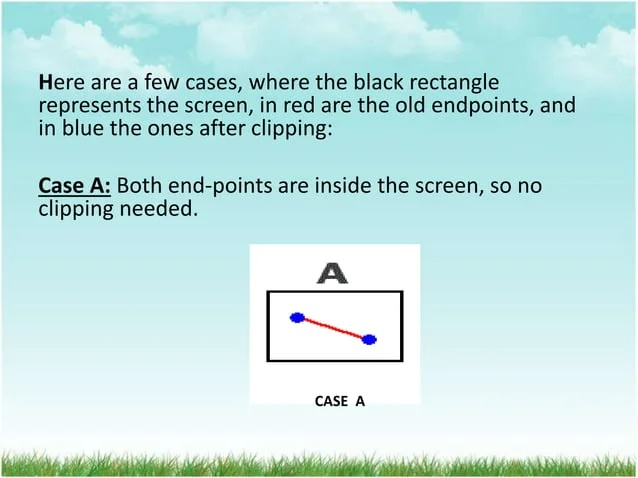 Here are a few cases, where the black rectangle
represents the screen, in red are the old endpoints, and
in blue the ones after clipping:
Case A: Both end-points are inside the screen, so no
clipping needed.
A
CASE A